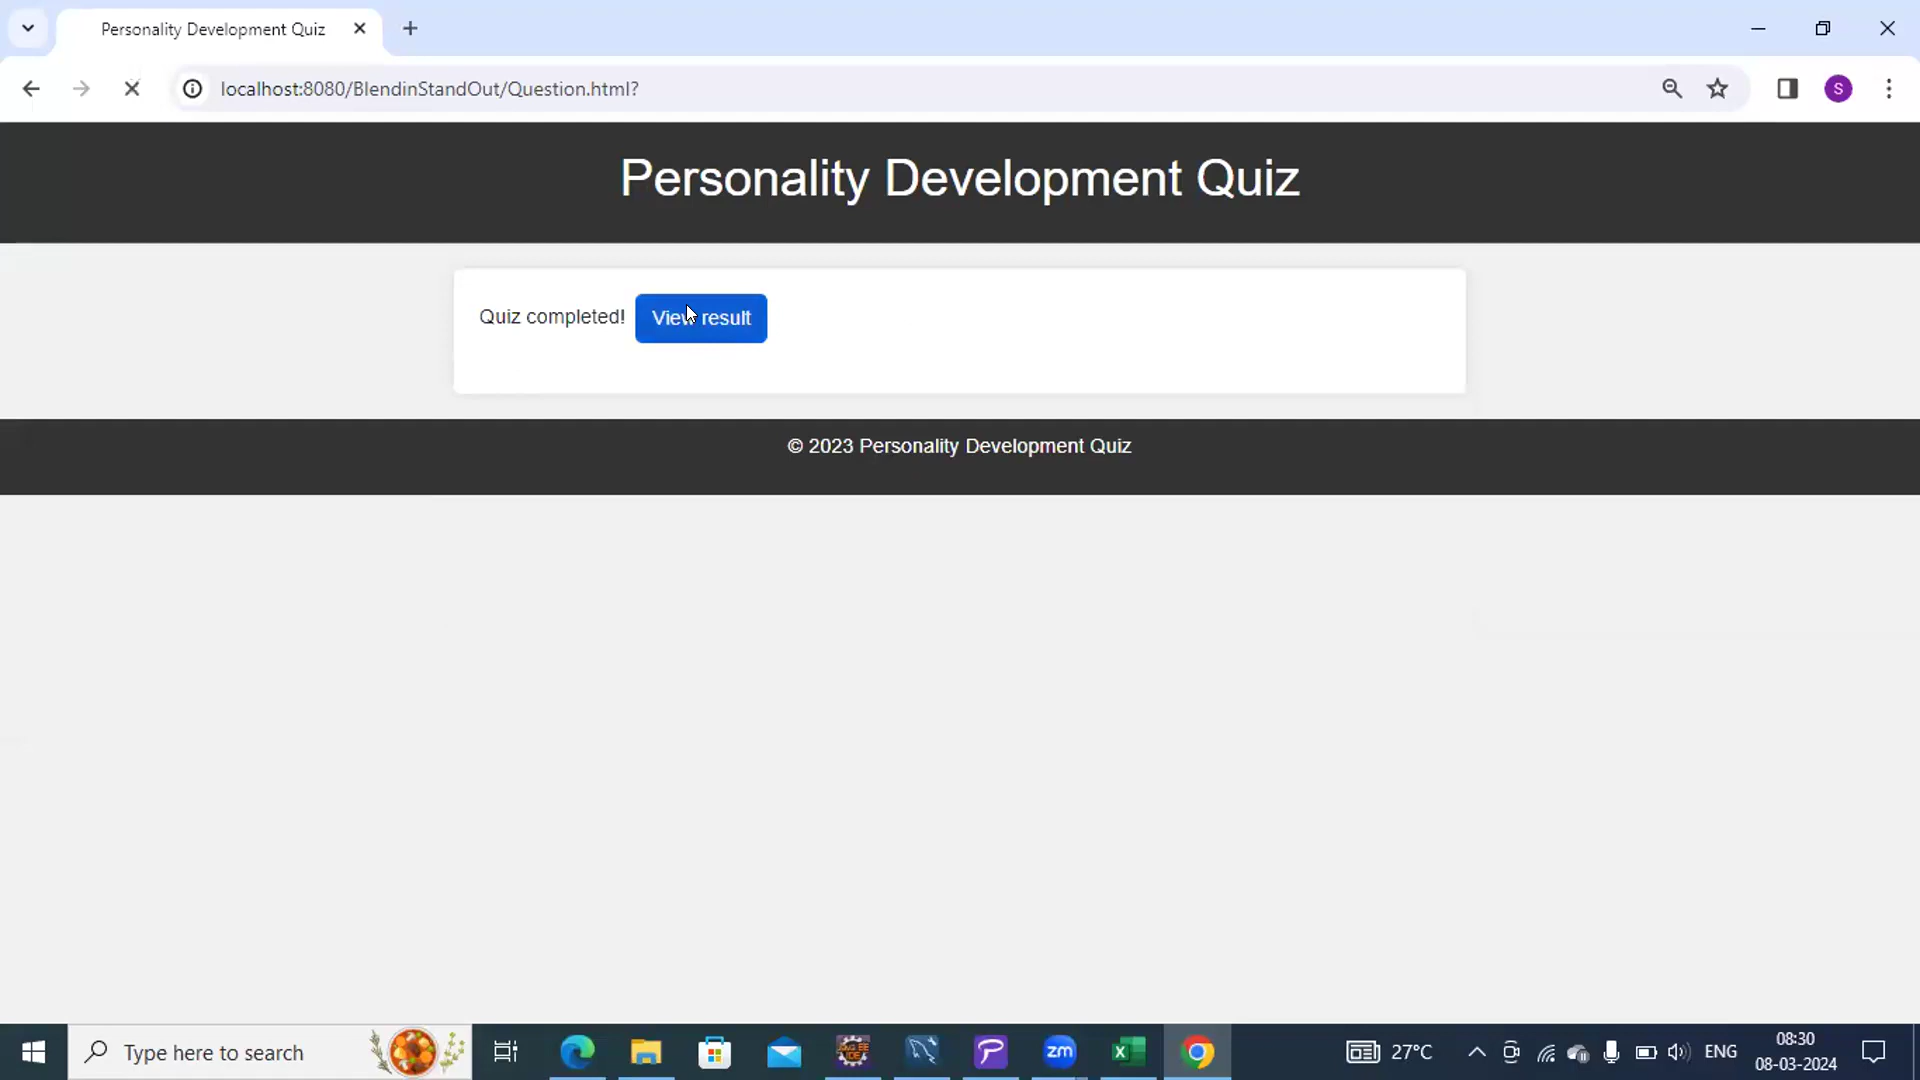 Personality Development Quiz
localhost:8080/BlendinStandOut/Question.html?
S
Personality Development Quiz
Quiz completed! View result
© 2023 Personality Development Quiz
Type here to search
zm
27°C
ENG
08:30
08-03-2024